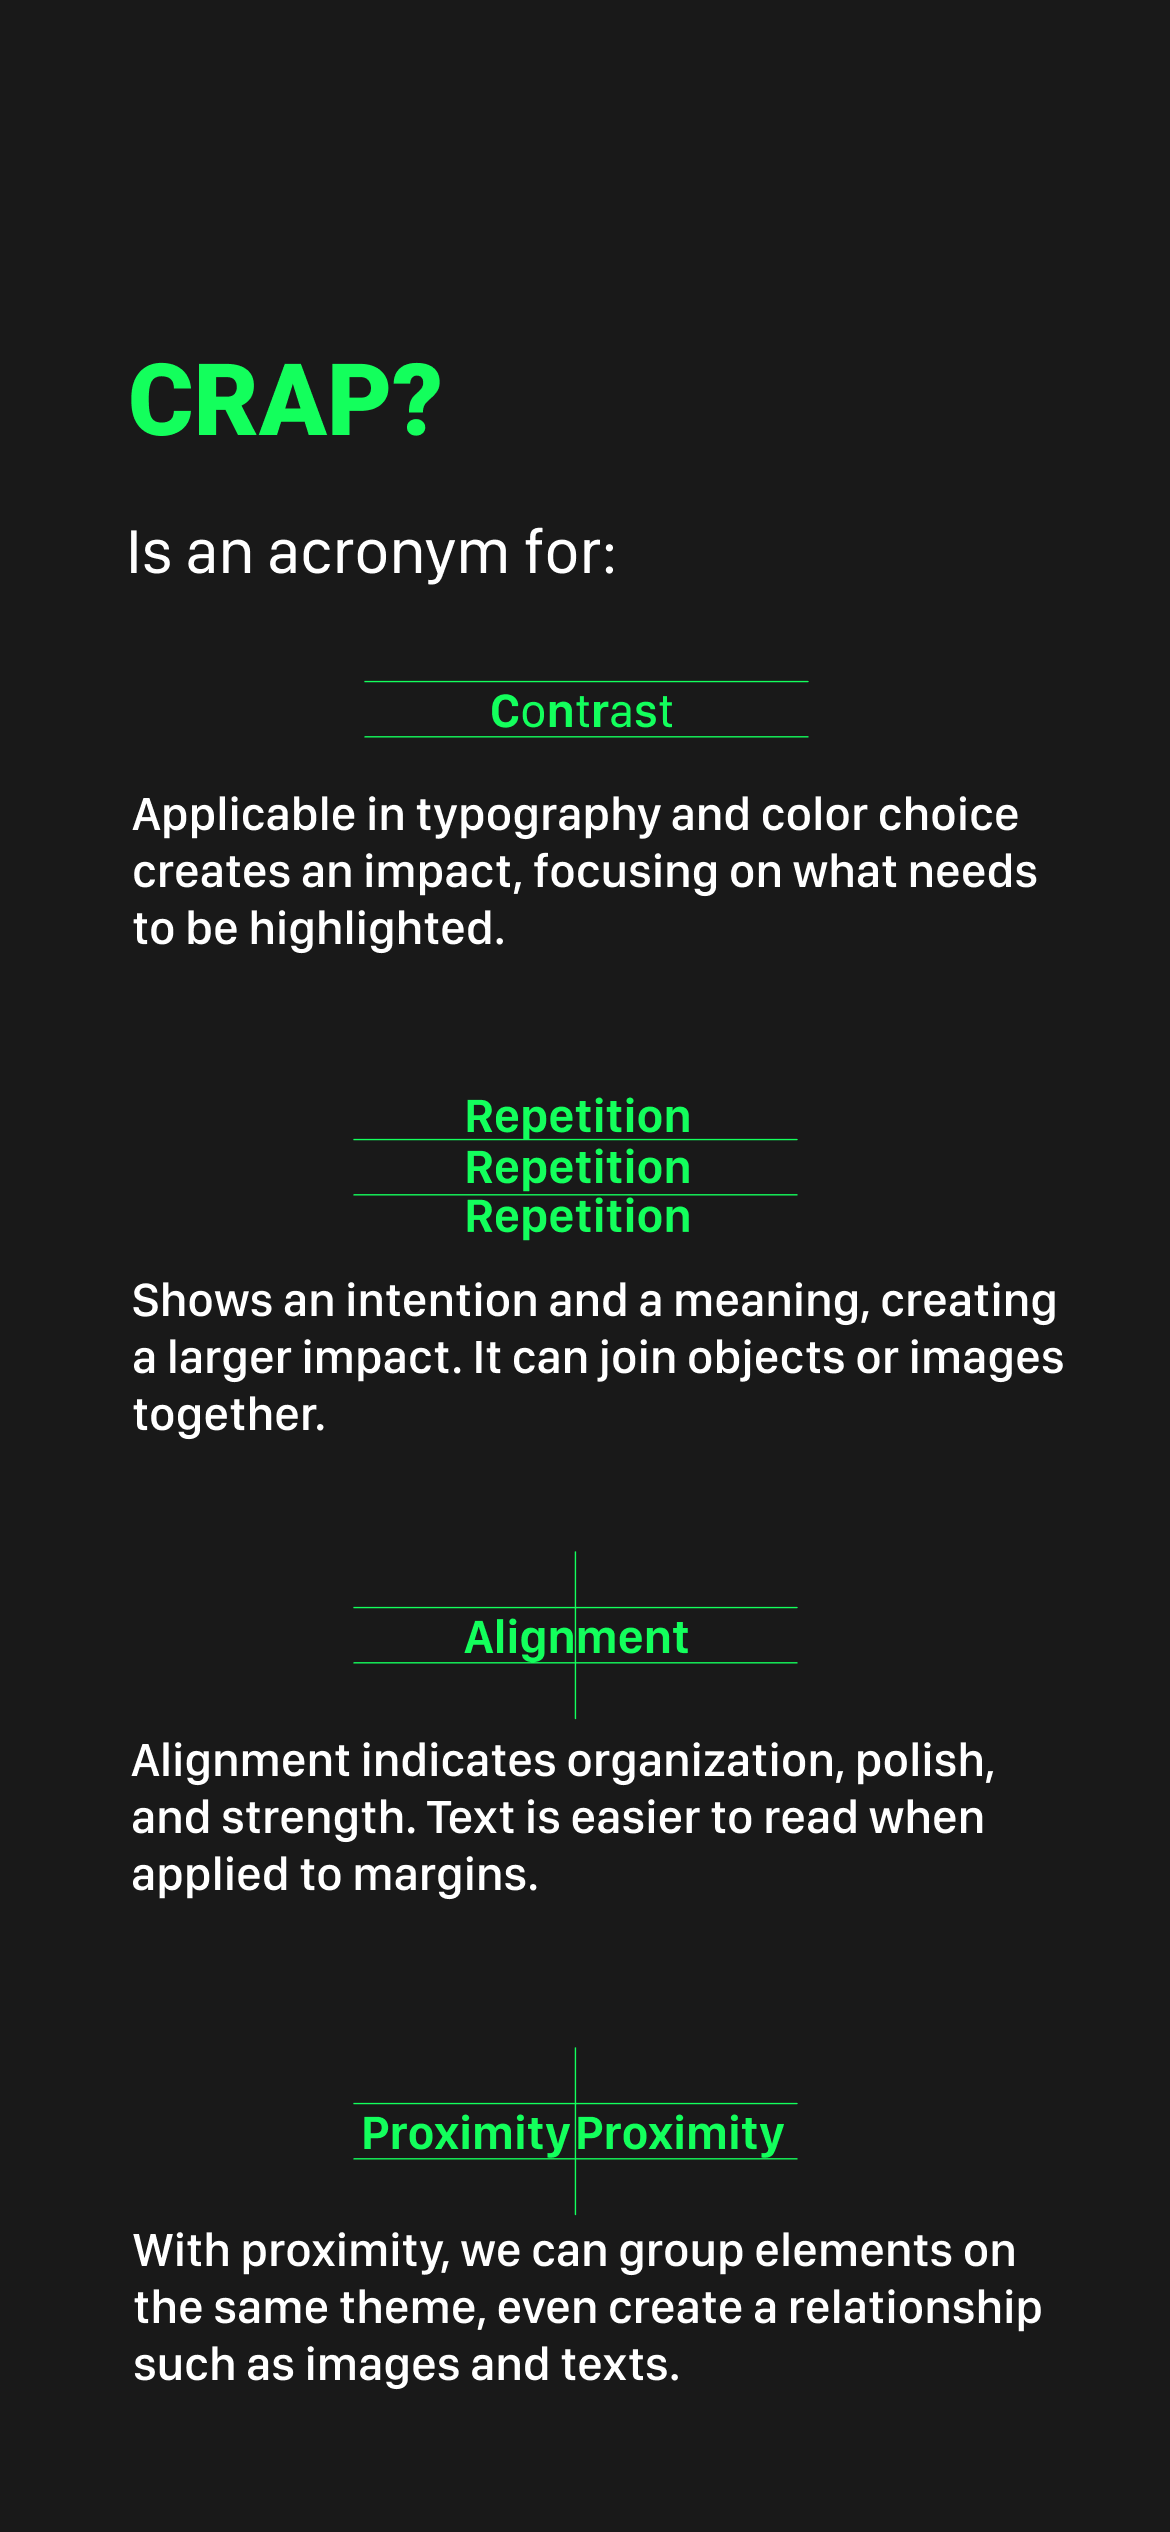 CRAP?
Is an acronym for:
Contrast
Applicable in typography and color choice
creates an impact, focusing on what needs
to be highlighted.
Repetition
Repetition
Repetition
Shows an intention and a meaning, creating
a larger impact. It can join objects or images
together.
Alignment
Alignment indicates organization, polish,
and strength. Text is easier to read when
applied to margins.
Proximity Proximity
With proximity, we can group elements on
the same theme, even create a relationship
such as images and texts.